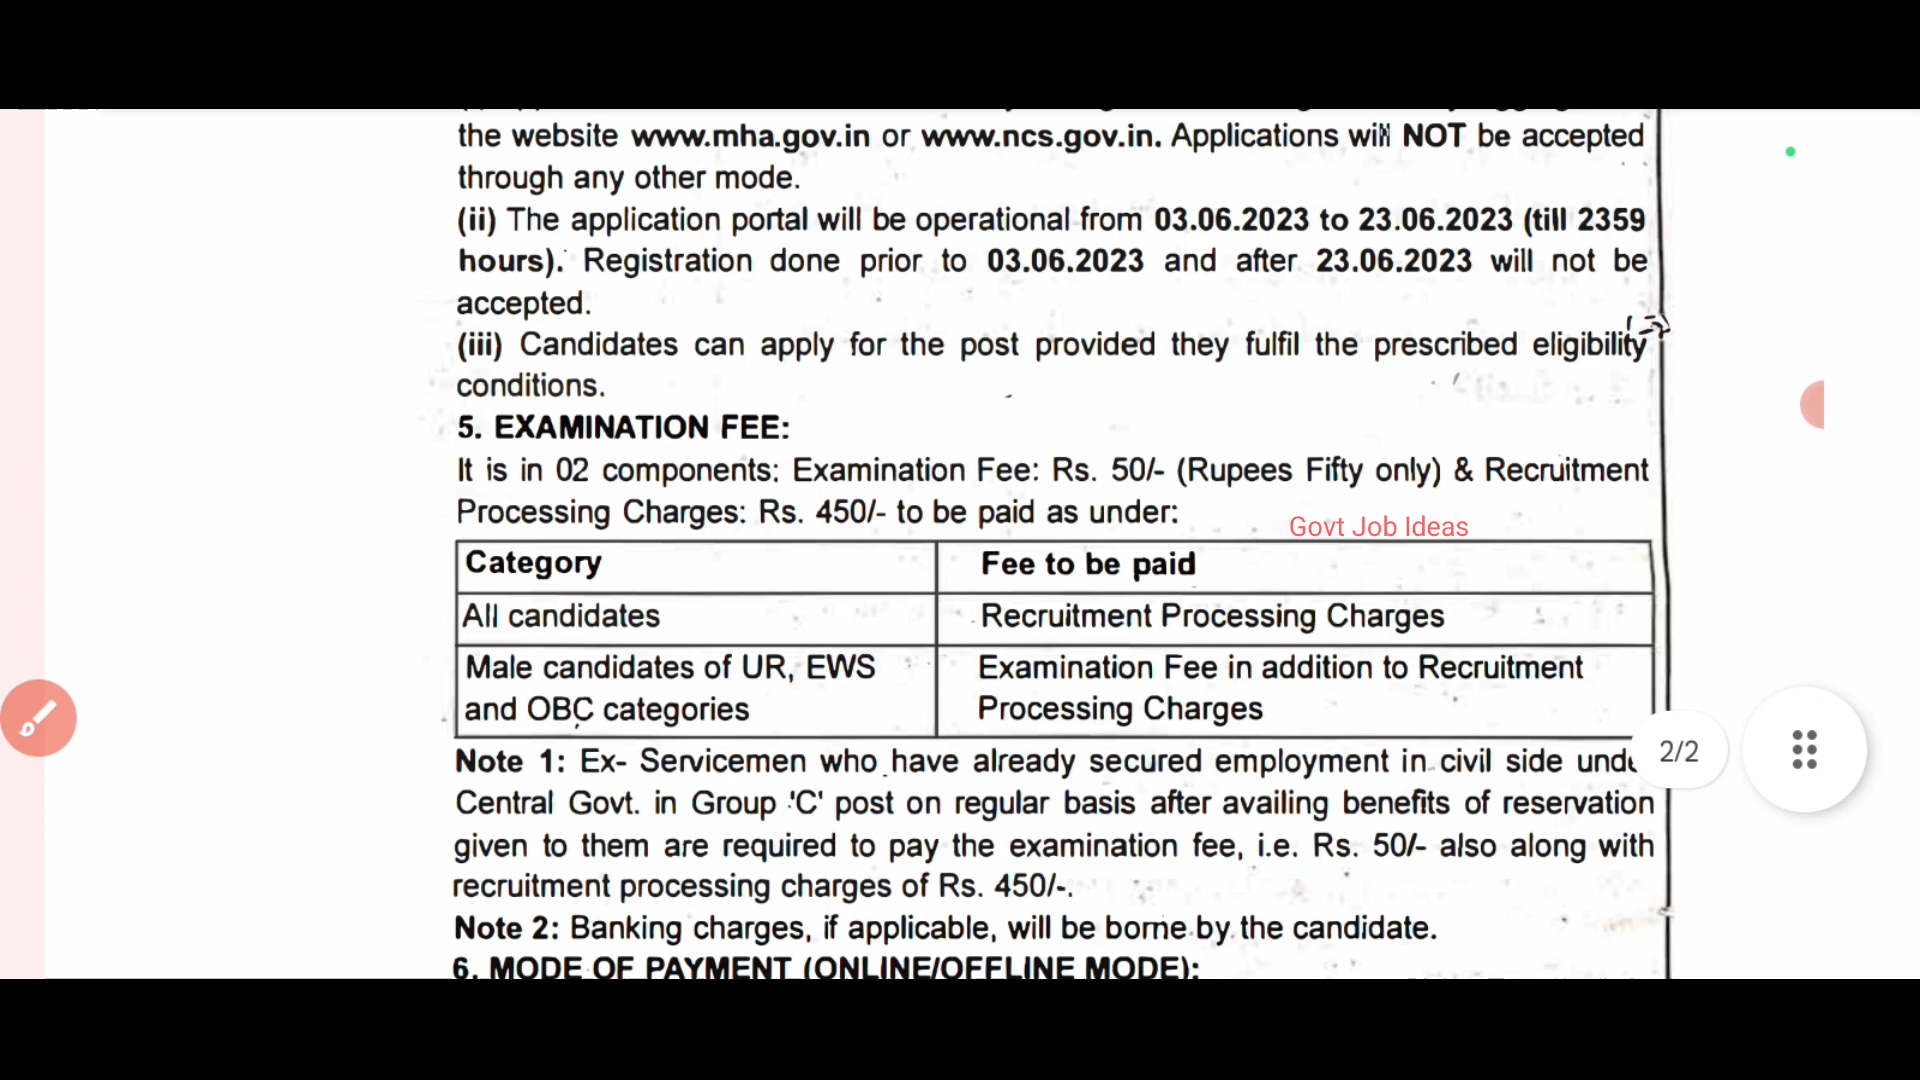 the website www.mha.gov.in or www.ncs.gov.in. Applications will NOT be accepted
through any other mode.
(ii) The application portal will be operational from 03.06.2023 to 23.06.2023 (till 2359
hours). Registration done prior to 03.06.2023 and after 23.06.2023 will not be
accepted.
(iii) Candidates can apply for the post provided they fulfil the prescribed eligibility
conditions.
5. EXAMINATION FEE:
It is in 02 components: Examination Fee: Rs. 50/- (Rupees Fifty only) & Recruitment
Processing Charges: Rs. 450/- to be paid as under:
Govt Job Ideas
Category Fee to be paid
All candidates Recruitment Processing Charges
Male candidates of UR, EWS Examination Fee in addition to Recruitment
and OBC categories Processing Charges
Note 1: Ex- Servicemen who have already secured employment in civil side
2/2
Central Govt. in Group 'C' post on regular basis after availing benefits of reservation
given to them are required to pay the examination fee, i.e. Rs. 50/- also along with
recruitment processing charges of Rs. 450/-.
Note 2: Banking charges, if applicable, will be borne by the candidate.
6. MODE OF PAYMENT (ONLINE/OFFLINE MODE):